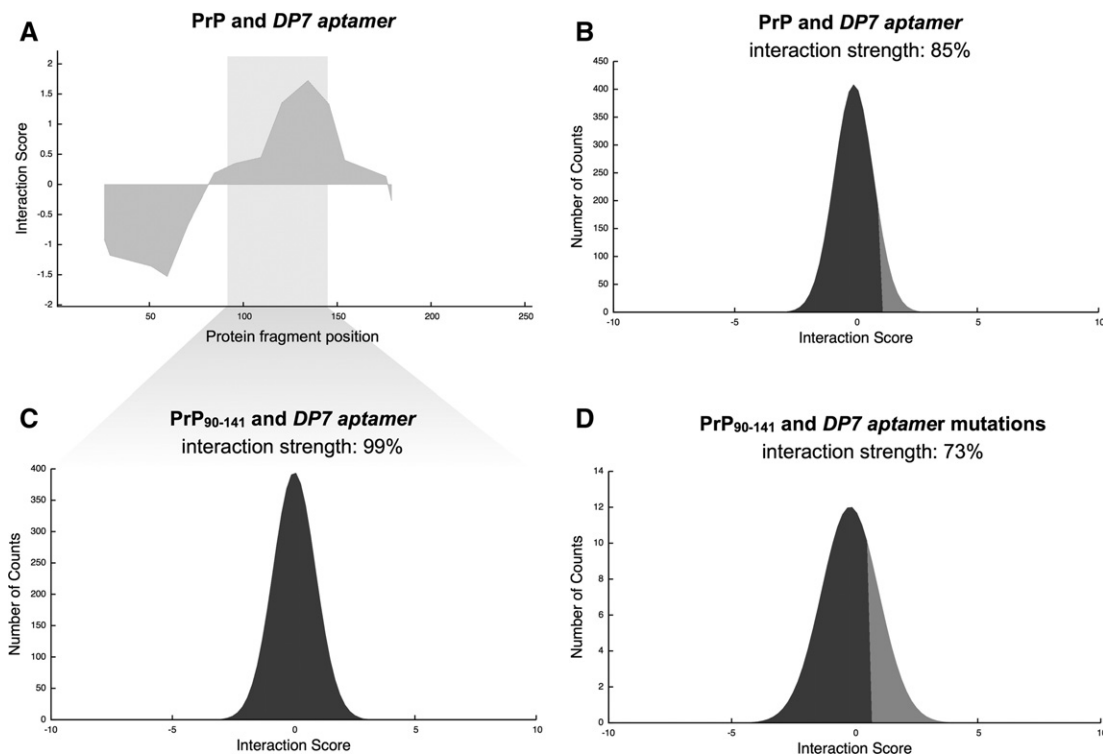 A
PrP and DP7 aptamer
Interaction Score
2
1.5
1
0.5
0
-0.5
-1
-1.5
-2
50
100
150
200
250
Protein fragment position
B
PrP and DP7 aptamer
interaction strength: 85%
Number of Counts
450
400
350
300
250
200
150
100
50
0
-10
-5
0
5
10
Interaction Score
C
PrP90-141 and DP7 aptamer
interaction strength: 99%
Number of Counts
400
350
300
250
200
150
100
50
0
-10
-5
0
5
10
Interaction Score
D
PrP90-141 and DP7 aptamer mutations
interaction strength: 73%
Number of Counts
14
12
10
8
6
4
2
0
-10
-5
0
5
10
Interaction Score